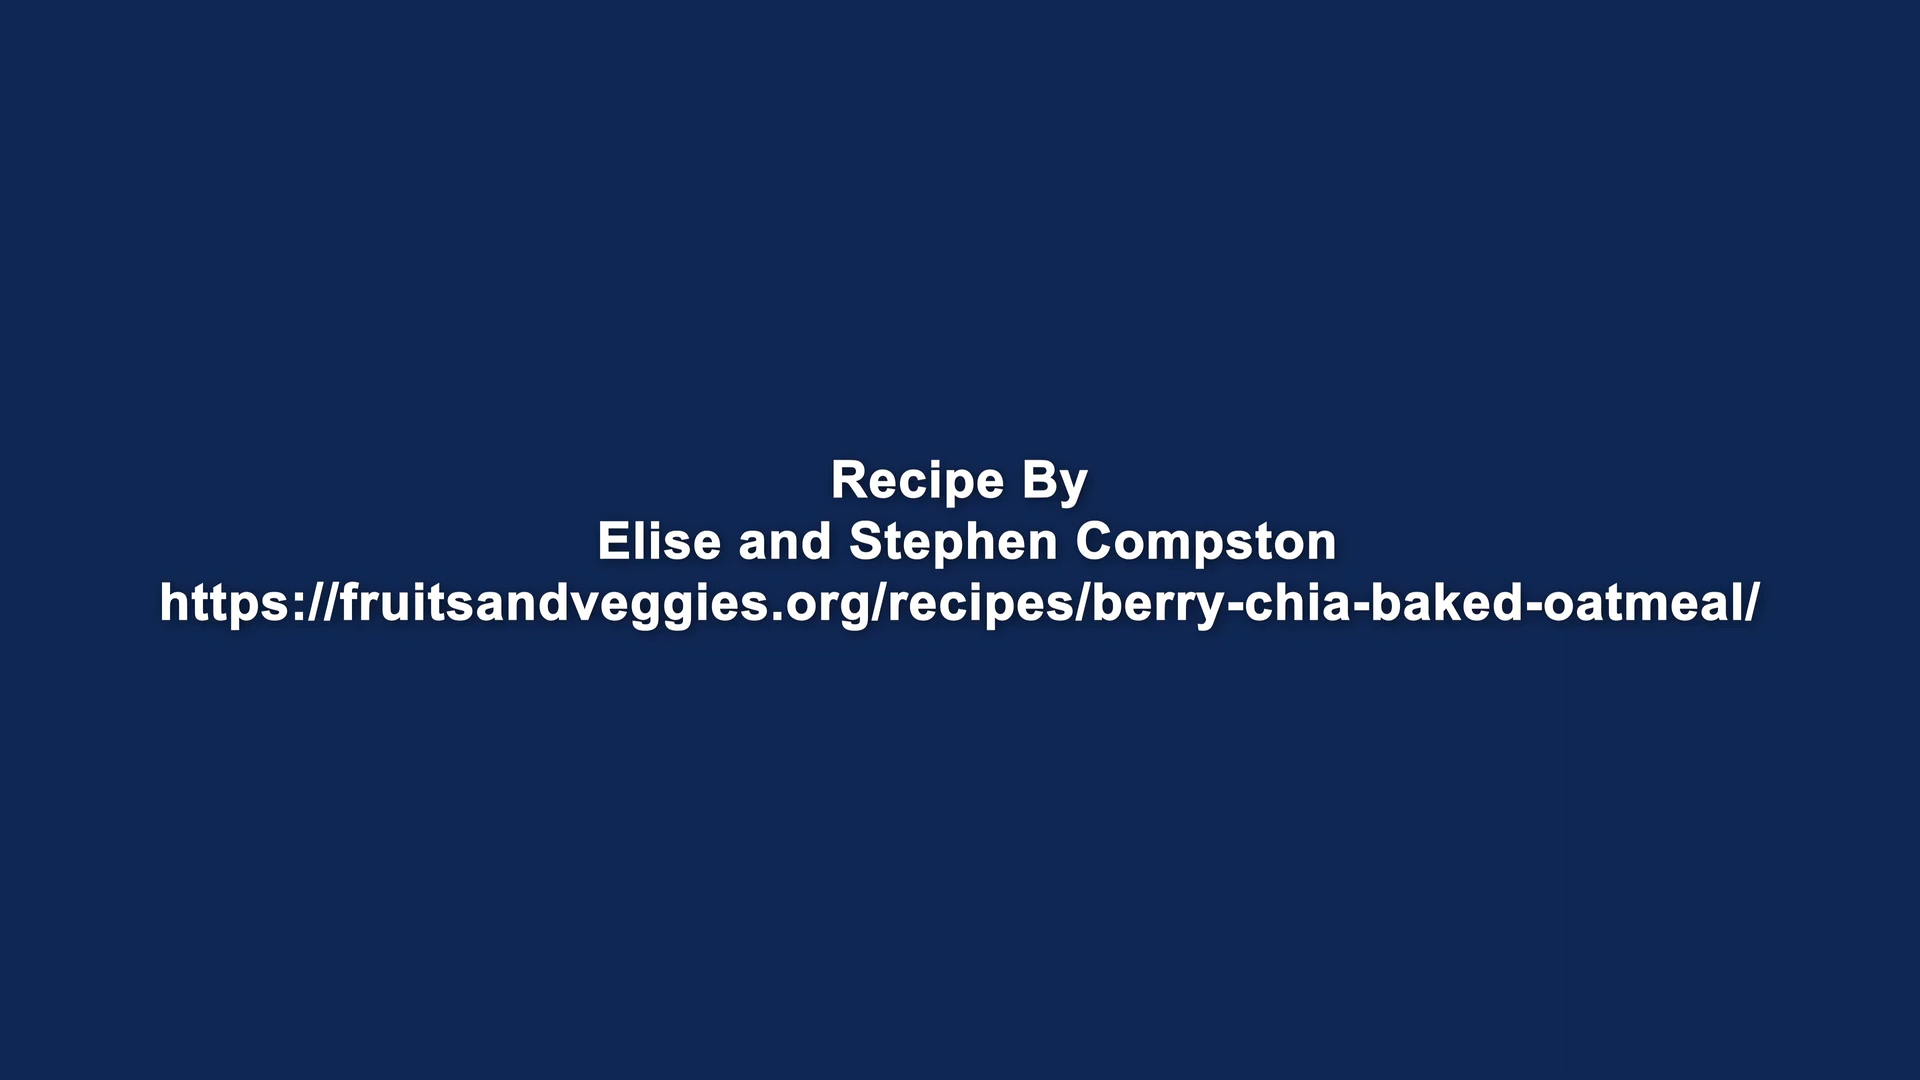 Recipe By
Elise and Stephen Compston
https://fruitsandveggies.org/recipes/berry-chia-baked-oatmeal/